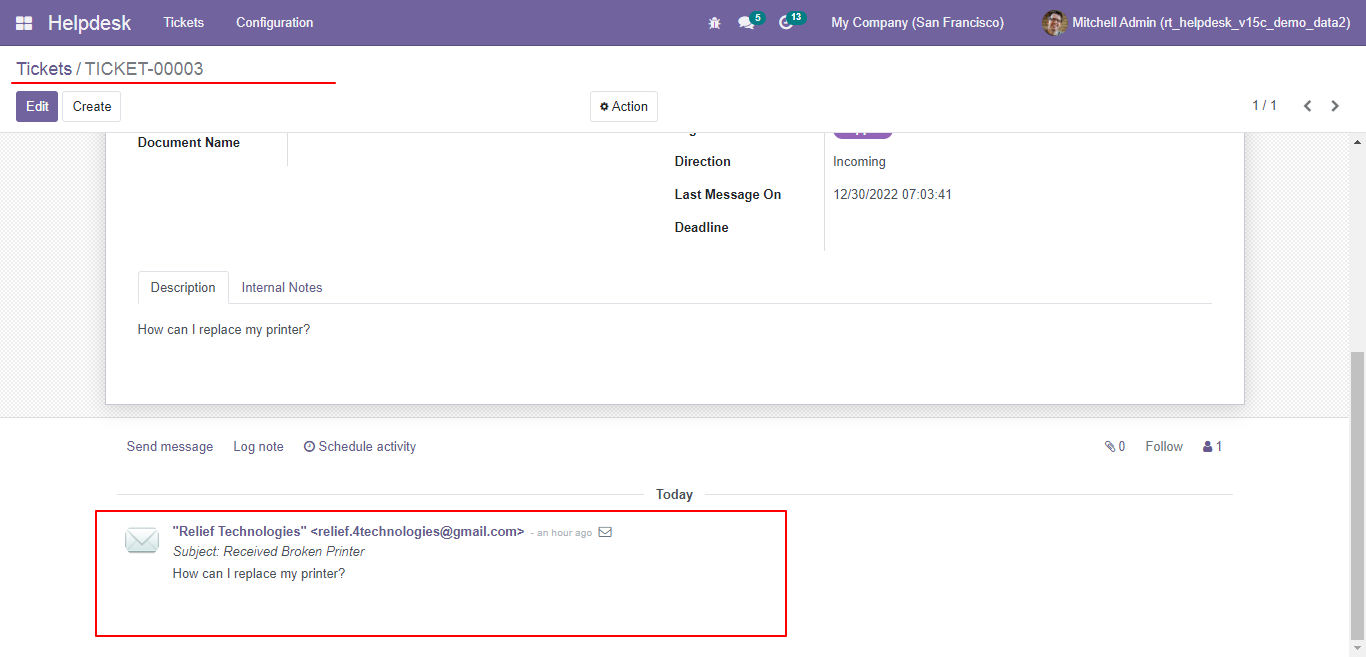 Helpdesk Tickets Configuration 5 13 My Company (San Francisco) Mitchell Admin (rt_helpdesk_v15c_demo_data2)
Tickets / TICKET-00003
Edit Create Action 1 / 1
Document Name
Direction Incoming
Last Message On 12/30/2022 07:03:41
Deadline
Description Internal Notes
How can I replace my printer?
Send message Log note Schedule activity 0 Follow 1
Today
"Relief Technologies" <relief.4technologies@gmail.com> - an hour ago
Subject: Received Broken Printer
How can I replace my printer?